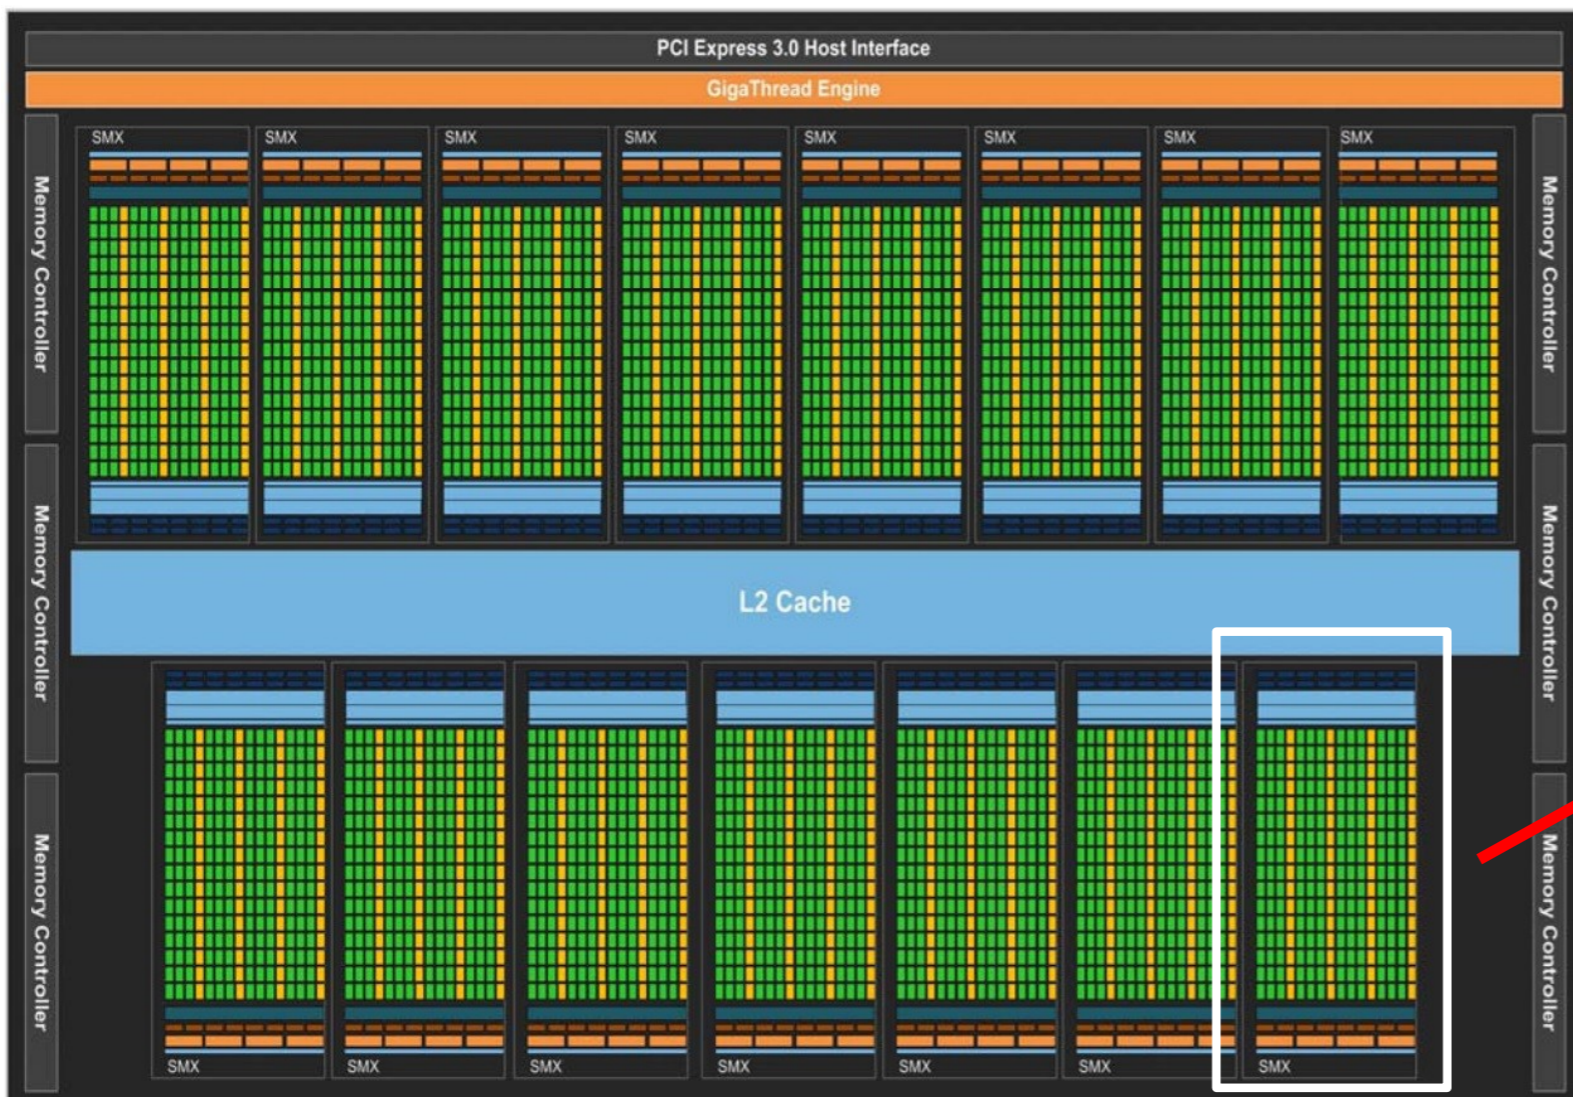 PCI Express 3.0 Host Interface
GigaThread Engine
SMX SMX SMX SMX SMX SMX SMX SMX
Memory Controller
Memory Controller
Memory Controller
Memory Controller
L2 Cache
Memory Controller
Memory Controller
SMX SMX SMX SMX SMX SMX SMX